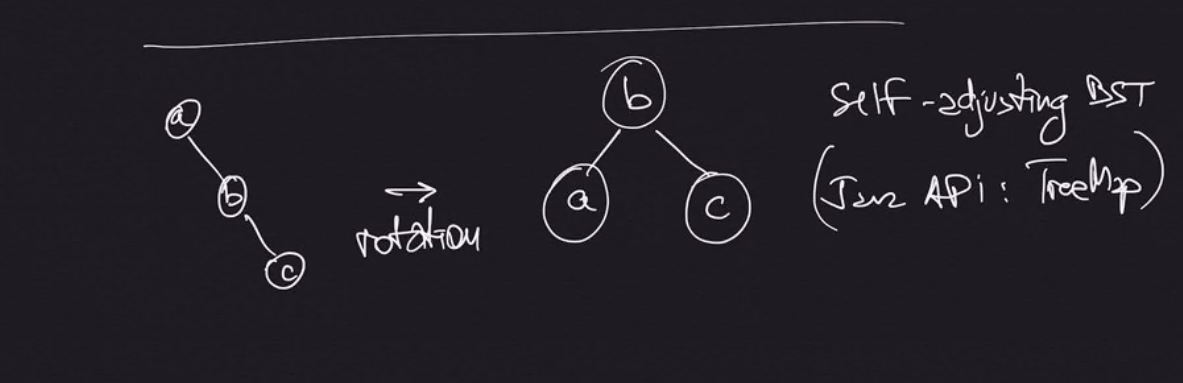 a
b
c
rotation
b
a
c
Self-adjusting BST
(Java API: TreeMap)